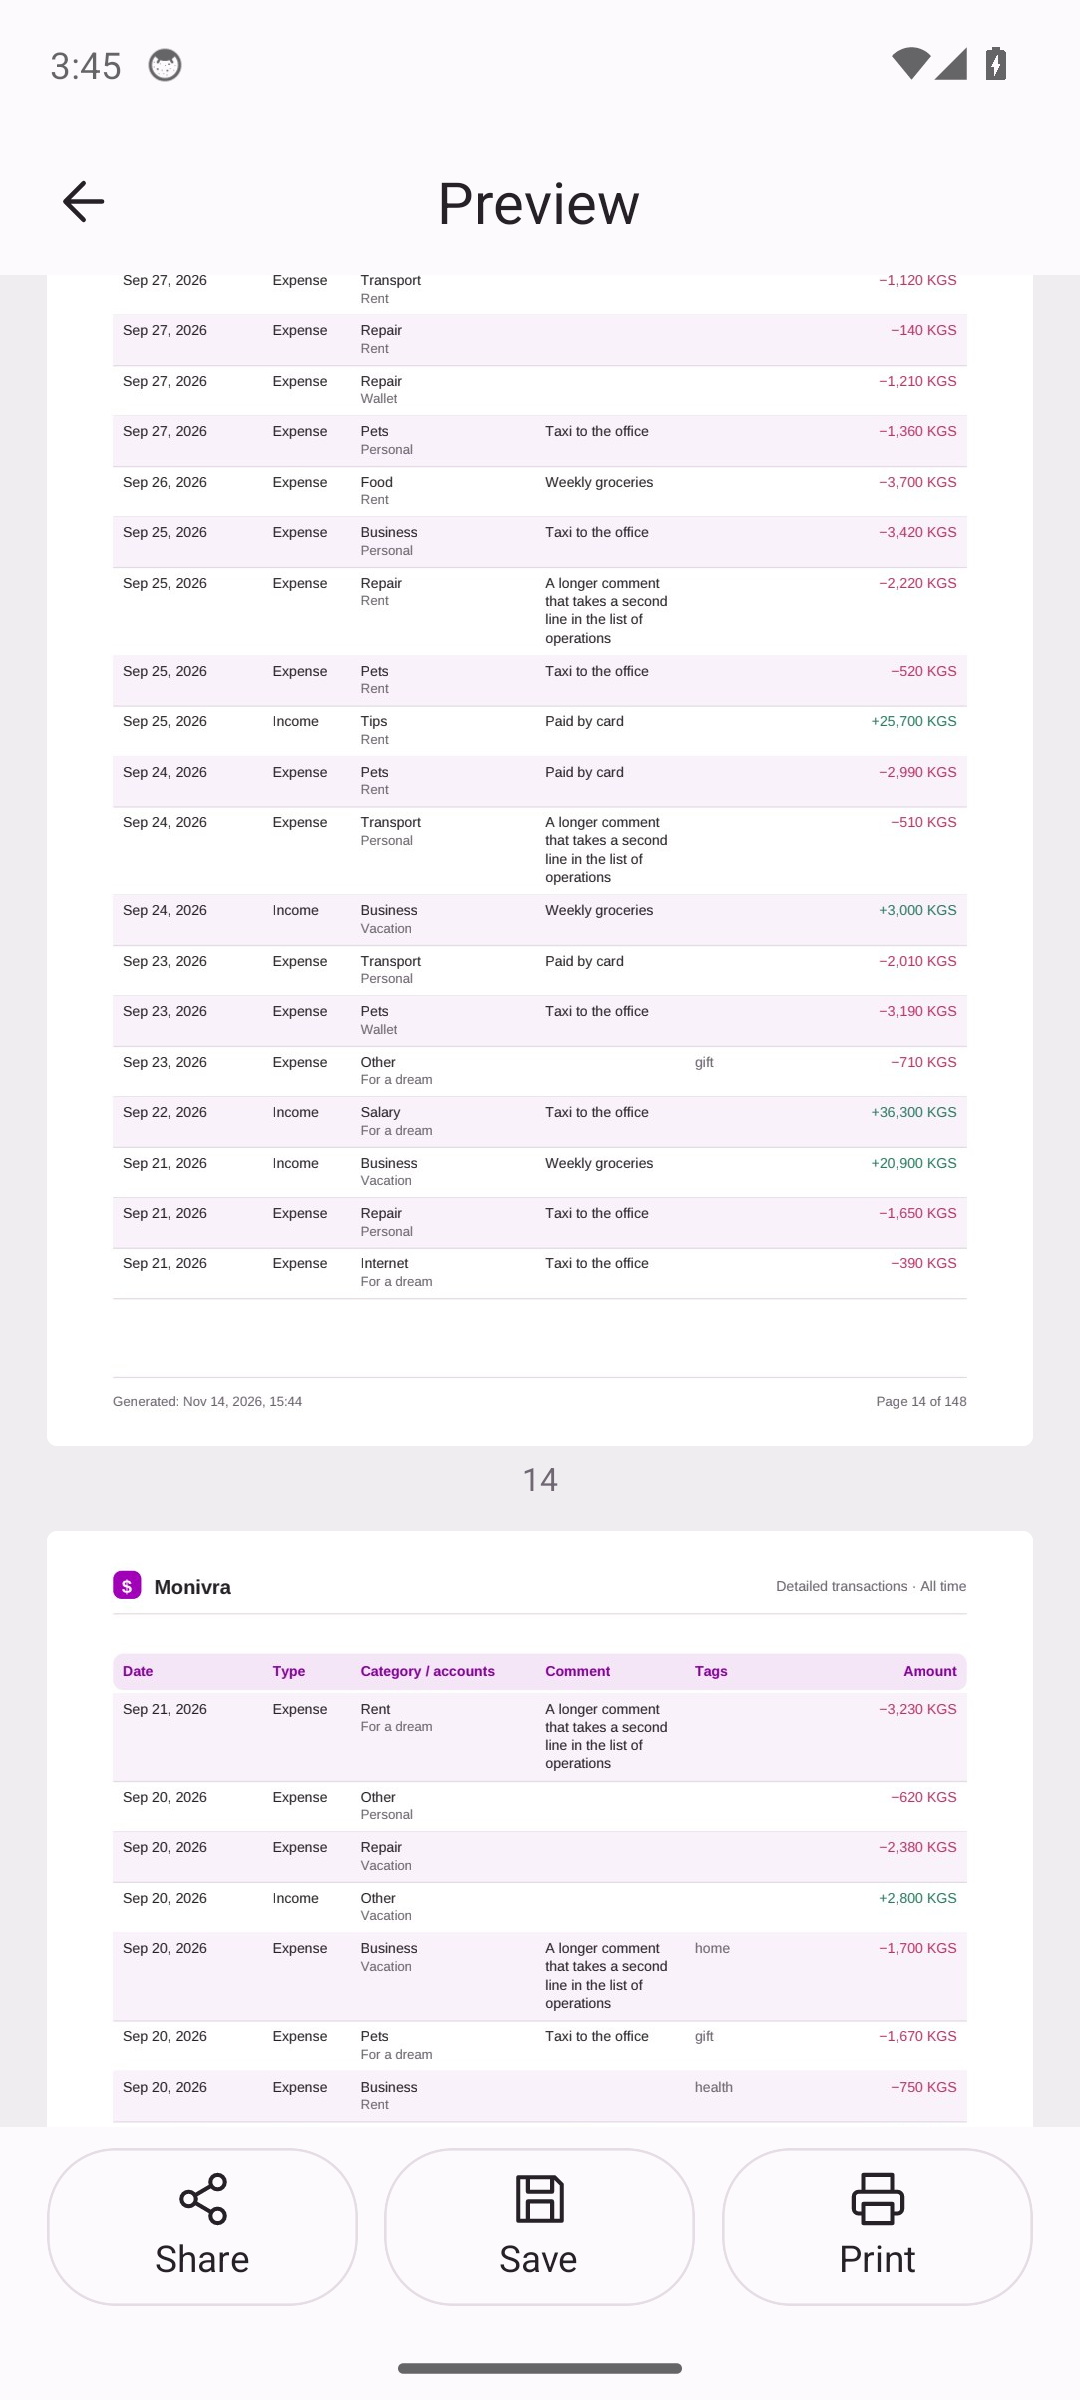 3:45
Preview
Sep 27, 2026 Expense Transport −1,120 KGS
Rent
Sep 27, 2026 Expense Repair −140 KGS
Rent
Sep 27, 2026 Expense Repair −1,210 KGS
Wallet
Sep 27, 2026 Expense Pets Taxi to the office −1,360 KGS
Personal
Sep 26, 2026 Expense Food Weekly groceries −3,700 KGS
Rent
Sep 25, 2026 Expense Business Taxi to the office −3,420 KGS
Personal
Sep 25, 2026 Expense Repair A longer comment −2,220 KGS
Rent that takes a second
line in the list of
operations
Sep 25, 2026 Expense Pets Taxi to the office −520 KGS
Rent
Sep 25, 2026 Income Tips Paid by card +25,700 KGS
Rent
Sep 24, 2026 Expense Pets Paid by card −2,990 KGS
Rent
Sep 24, 2026 Expense Transport A longer comment −510 KGS
Personal that takes a second
line in the list of
operations
Sep 24, 2026 Income Business Weekly groceries +3,000 KGS
Vacation
Sep 23, 2026 Expense Transport Paid by card −2,010 KGS
Personal
Sep 23, 2026 Expense Pets Taxi to the office −3,190 KGS
Wallet
Sep 23, 2026 Expense Other gift −710 KGS
For a dream
Sep 22, 2026 Income Salary Taxi to the office +36,300 KGS
For a dream
Sep 21, 2026 Income Business Weekly groceries +20,900 KGS
Vacation
Sep 21, 2026 Expense Repair Taxi to the office −1,650 KGS
Personal
Sep 21, 2026 Expense Internet Taxi to the office −390 KGS
For a dream
Generated: Nov 14, 2026, 15:44 Page 14 of 148
14
$ Monivra Detailed transactions · All time
Date Type Category / accounts Comment Tags Amount
Sep 21, 2026 Expense Rent A longer comment −3,230 KGS
For a dream that takes a second
line in the list of
operations
Sep 20, 2026 Expense Other −620 KGS
Personal
Sep 20, 2026 Expense Repair −2,380 KGS
Vacation
Sep 20, 2026 Income Other +2,800 KGS
Vacation
Sep 20, 2026 Expense Business A longer comment home −1,700 KGS
Vacation that takes a second
line in the list of
operations
Sep 20, 2026 Expense Pets Taxi to the office gift −1,670 KGS
For a dream
Sep 20, 2026 Expense Business health −750 KGS
Rent
Share Save Print